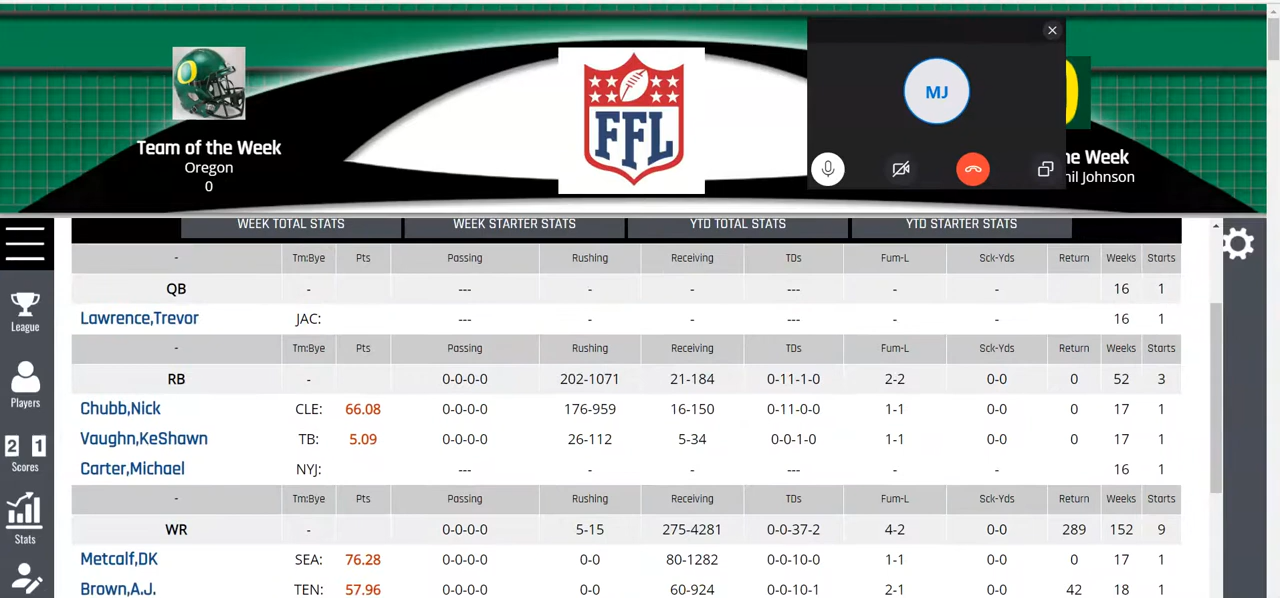 Team of the Week
Oregon
0
FFL
MJ
he Week
hil Johnson
WEEK TOTAL STATS WEEK STARTER STATS YTD TOTAL STATS YTD STARTER STATS
- Tm:Bye Pts Passing Rushing Receiving TDs Fum-L Sck-Yds Return Weeks Starts
QB - --- - - --- - - 16 1
Lawrence,Trevor JAC: --- - - --- - - 16 1
- Tm:Bye Pts Passing Rushing Receiving TDs Fum-L Sck-Yds Return Weeks Starts
RB - 0-0-0-0 202-1071 21-184 0-11-1-0 2-2 0-0 0 52 3
Chubb,Nick CLE: 66.08 0-0-0-0 176-959 16-150 0-11-0-0 1-1 0-0 0 17 1
Vaughn,KeShawn TB: 5.09 0-0-0-0 26-112 5-34 0-0-1-0 1-1 0-0 0 17 1
Carter,Michael NYJ: --- - - --- - - 16 1
- Tm:Bye Pts Passing Rushing Receiving TDs Fum-L Sck-Yds Return Weeks Starts
WR - 0-0-0-0 5-15 275-4281 0-0-37-2 4-2 0-0 289 152 9
Metcalf,DK SEA: 76.28 0-0-0-0 0-0 80-1282 0-0-10-0 1-1 0-0 0 17 1
Brown,A.J. TEN: 57.96 0-0-0-0 0-0 60-924 0-0-10-1 2-1 0-0 42 18 1
League
Players
2 1
Scores
Stats